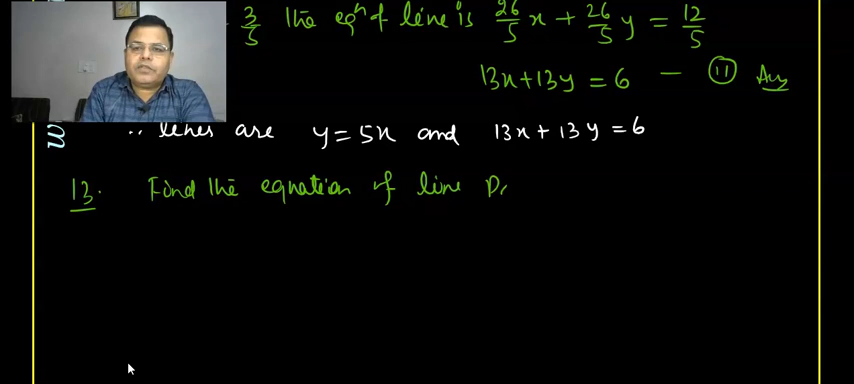 3/5 the eqⁿ of line is 26/5 x + 26/5 y = 12/5
13x+13y = 6 — (11) Ans
∴ lines are y = 5x and 13x + 13y = 6
13. Find the equation of line